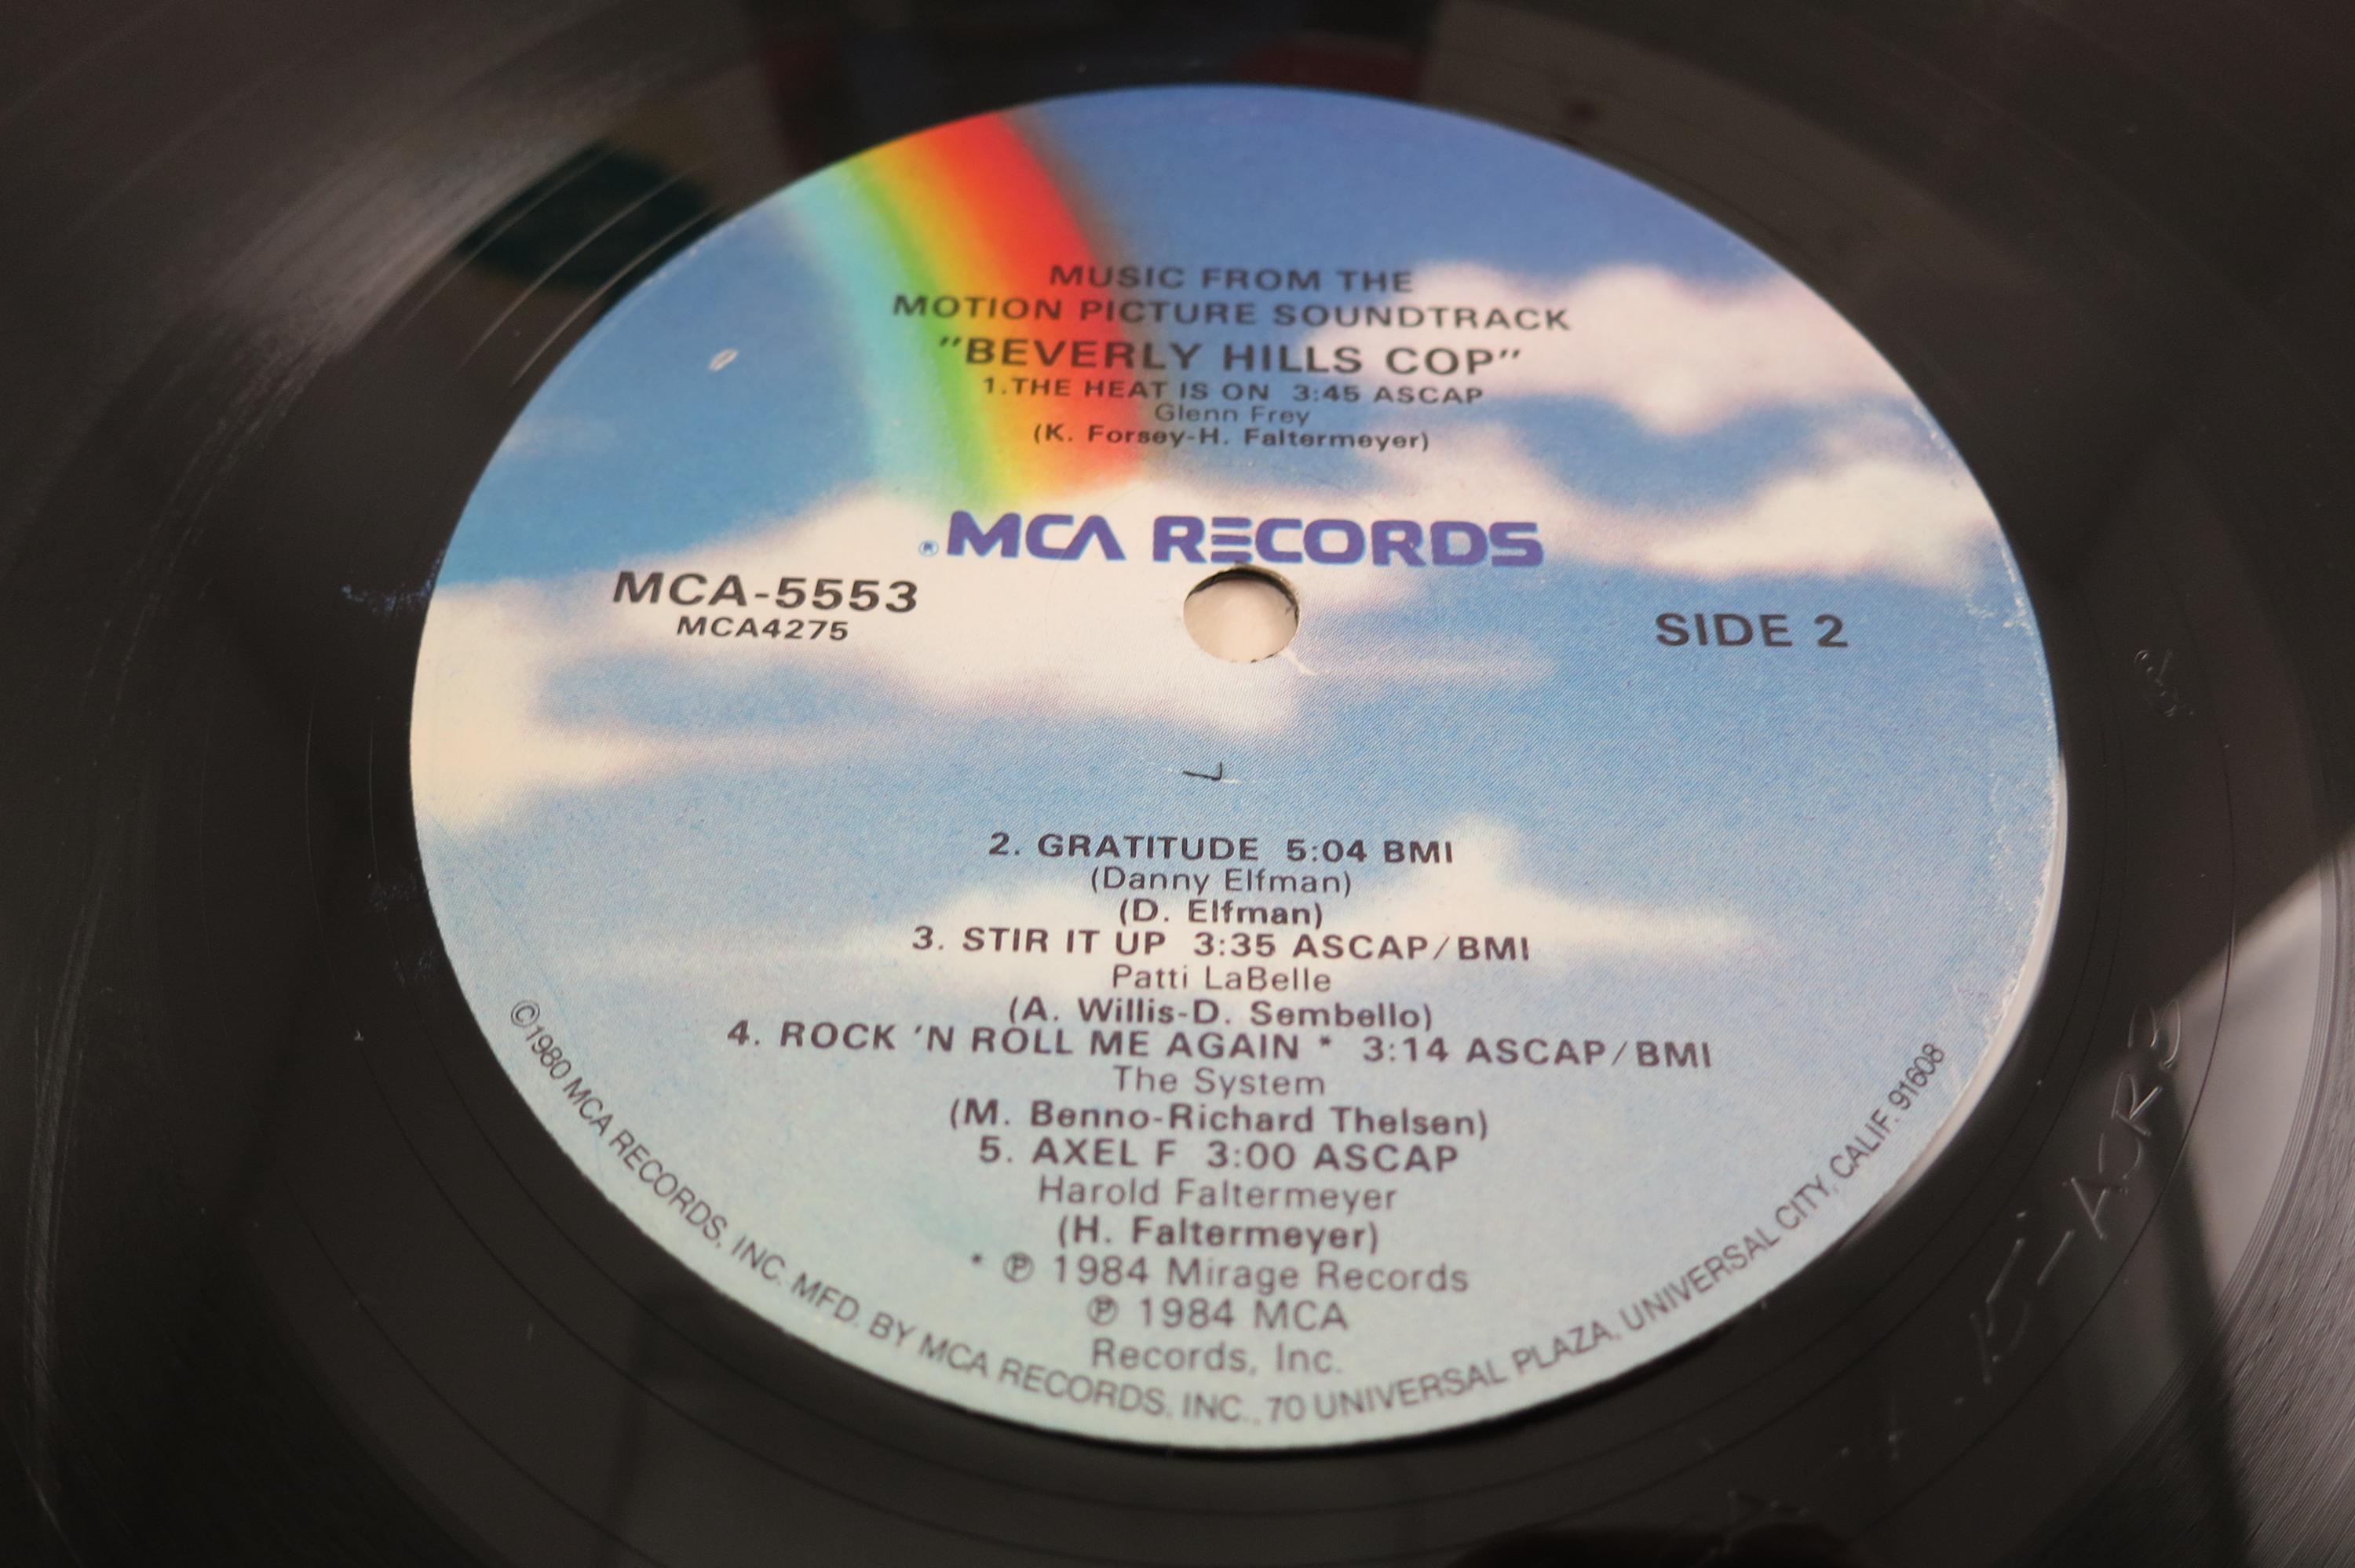 MUSIC FROM THE
MOTION PICTURE SOUNDTRACK
"BEVERLY HILLS COP"
1.THE HEAT IS ON 3:45 ASCAP
Glenn Frey
(K. Forsey-H. Faltermeyer)
® MCA RECORDS
MCA-5553
MCA4275
SIDE 2
2. GRATITUDE 5:04 BMI
(Danny Elfman)
(D. Elfman)
3. STIR IT UP 3:35 ASCAP/BMI
Patti LaBelle
(A. Willis-D. Sembello)
4. ROCK 'N ROLL ME AGAIN * 3:14 ASCAP/BMI
The System
(M. Benno-Richard Thelsen)
5. AXEL F 3:00 ASCAP
Harold Faltermeyer
(H. Faltermeyer)
* ℗ 1984 Mirage Records
℗ 1984 MCA
Records, Inc.
©1980 MCA RECORDS, INC. MFD. BY MCA RECORDS, INC., 70 UNIVERSAL PLAZA, UNIVERSAL CITY, CALIF. 91608